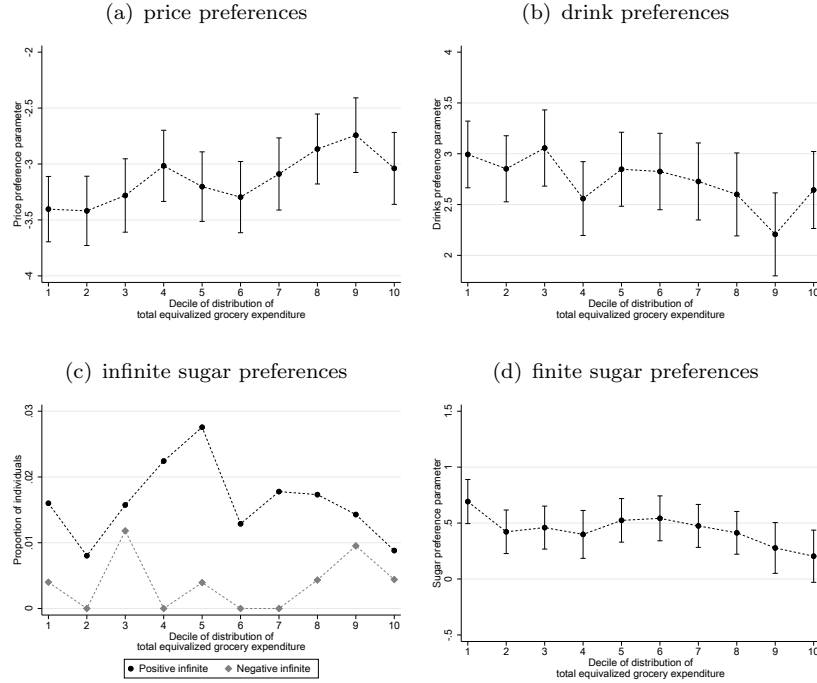 (a) price preferences
(b) drink preferences
Price preference parameter
-2
-2.5
-3
-3.5
-4
1 2 3 4 5 6 7 8 9 10
Decile of distribution of
total equivalized grocery expenditure
Drinks preference parameter
4
3.5
3
2.5
2
1 2 3 4 5 6 7 8 9 10
Decile of distribution of
total equivalized grocery expenditure
(c) infinite sugar preferences
(d) finite sugar preferences
Proportion of individuals
.03
.02
.01
0
1 2 3 4 5 6 7 8 9 10
Decile of distribution of
total equivalized grocery expenditure
Positive infinite Negative infinite
Sugar preference parameter
1.5
1
.5
0
-.5
1 2 3 4 5 6 7 8 9 10
Decile of distribution of
total equivalized grocery expenditure